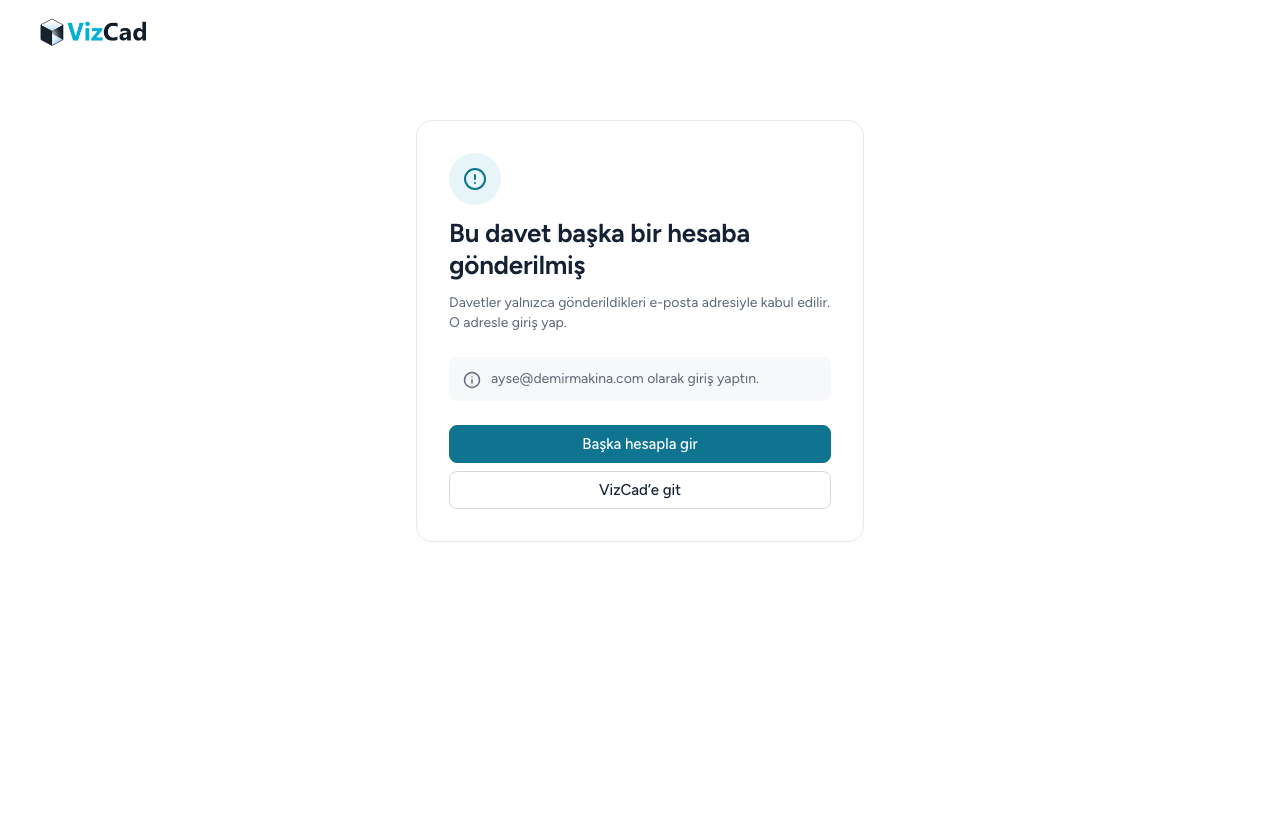 VizCad
Bu davet başka bir hesaba
gönderilmiş
Davetler yalnızca gönderildikleri e-posta adresiyle kabul edilir.
O adresle giriş yap.
ayse@demirmakina.com olarak giriş yaptın.
Başka hesapla gir
VizCad’e git